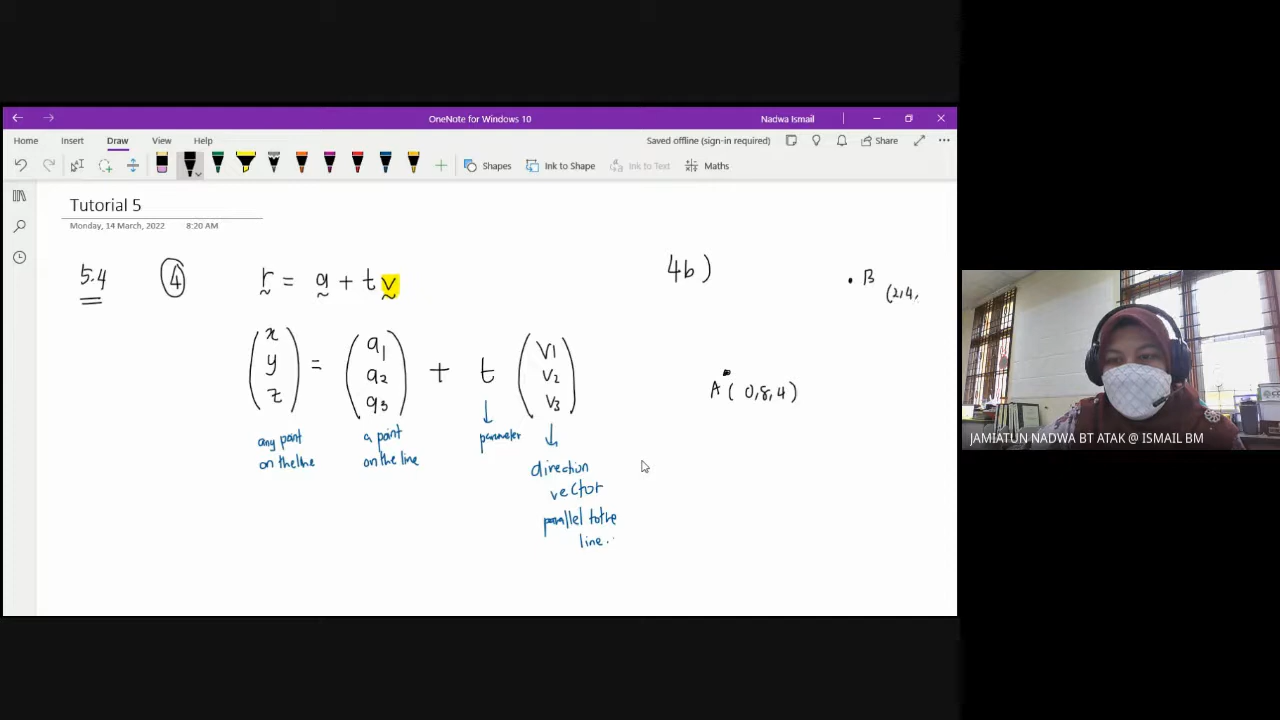 OneNote for Windows 10
Nadwa Ismail
Home Insert Draw View Help
Saved offline (sign-in required)
Share
Shapes
Ink to Shape
Ink to Text
Maths
Tutorial 5
Monday, 14 March, 2022 8:20 AM
5.4 ④ r = a + t v
(x y z) = (a1 a2 a3) + t (v1 v2 v3)
any point on the line
a point on the line
parameter
direction
vector
parallel to the
line.
4b)
• B
(2,4,
A ( 0,8,4)
JAMIATUN NADWA BT ATAK @ ISMAIL BM